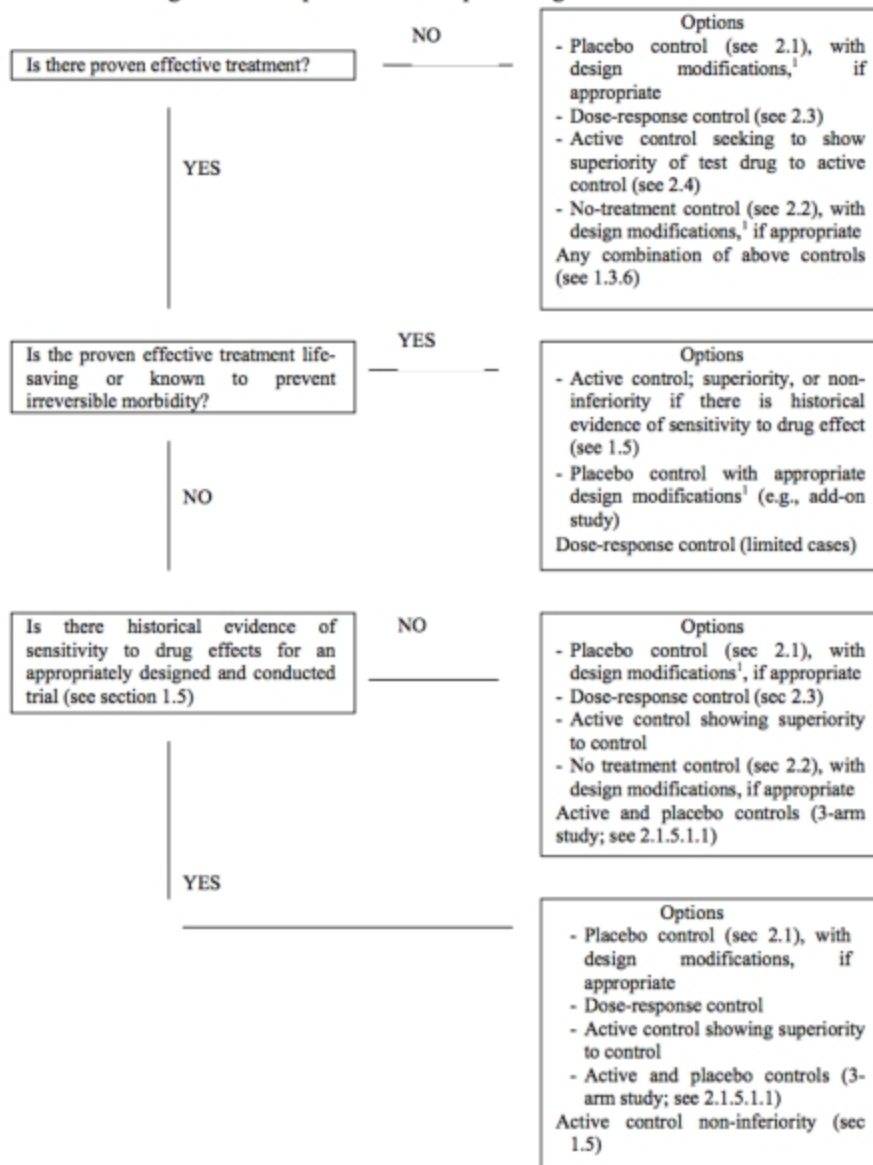 NO
Is there proven effective treatment?
Options
- Placebo control (see 2.1), with
design modifications,¹ if
appropriate
- Dose-response control (see 2.3)
- Active control seeking to show
superiority of test drug to active
control (see 2.4)
- No-treatment control (see 2.2), with
design modifications,¹ if appropriate
Any combination of above controls
(see 1.3.6)
YES
Is the proven effective treatment life-
saving or known to prevent
irreversible morbidity?
YES
Options
- Active control; superiority, or non-
inferiority if there is historical
evidence of sensitivity to drug effect
(see 1.5)
- Placebo control with appropriate
design modifications¹ (e.g., add-on
study)
Dose-response control (limited cases)
NO
Is there historical evidence of
sensitivity to drug effects for an
appropriately designed and conducted
trial (see section 1.5)
NO
Options
- Placebo control (sec 2.1), with
design modifications¹, if appropriate
- Dose-response control (sec 2.3)
- Active control showing superiority
to control
- No treatment control (sec 2.2), with
design modifications, if appropriate
Active and placebo controls (3-arm
study; see 2.1.5.1.1)
YES
Options
- Placebo control (sec 2.1), with
design modifications, if
appropriate
- Dose-response control
- Active control showing superiority
to control
- Active and placebo controls (3-
arm study; see 2.1.5.1.1)
Active control non-inferiority (sec
1.5)